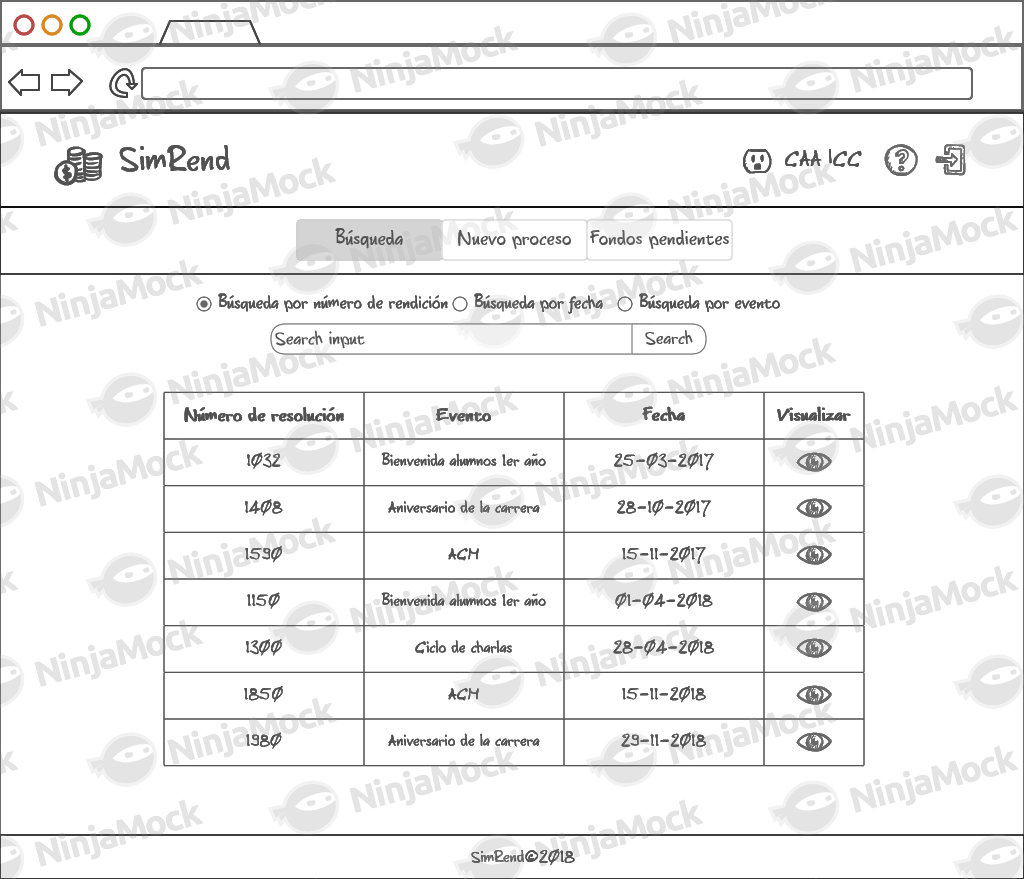 SimRend
CAA ICC
Búsqueda Nuevo proceso Fondos pendientes
Búsqueda por número de rendición Búsqueda por fecha Búsqueda por evento
Search input Search
Número de resolución Evento Fecha Visualizar
1032 Bienvenida alumnos 1er año 25-03-2017
1408 Aniversario de la carrera 28-10-2017
1590 ACM 15-11-2017
1150 Bienvenida alumnos 1er año 01-04-2018
1300 Ciclo de charlas 28-04-2018
1850 ACM 15-11-2018
1980 Aniversario de la carrera 29-11-2018
SimRend©2018
NinjaMock